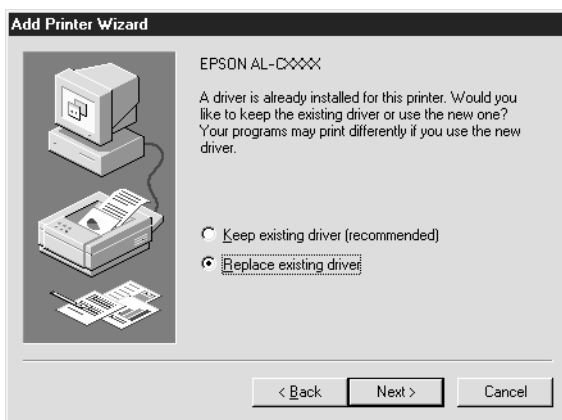 Add Printer Wizard
EPSON AL-CXXXX
A driver is already installed for this printer. Would you
like to keep the existing driver or use the new one?
Your programs may print differently if you use the new
driver.
Keep existing driver (recommended)
Replace existing driver
< Back Next > Cancel